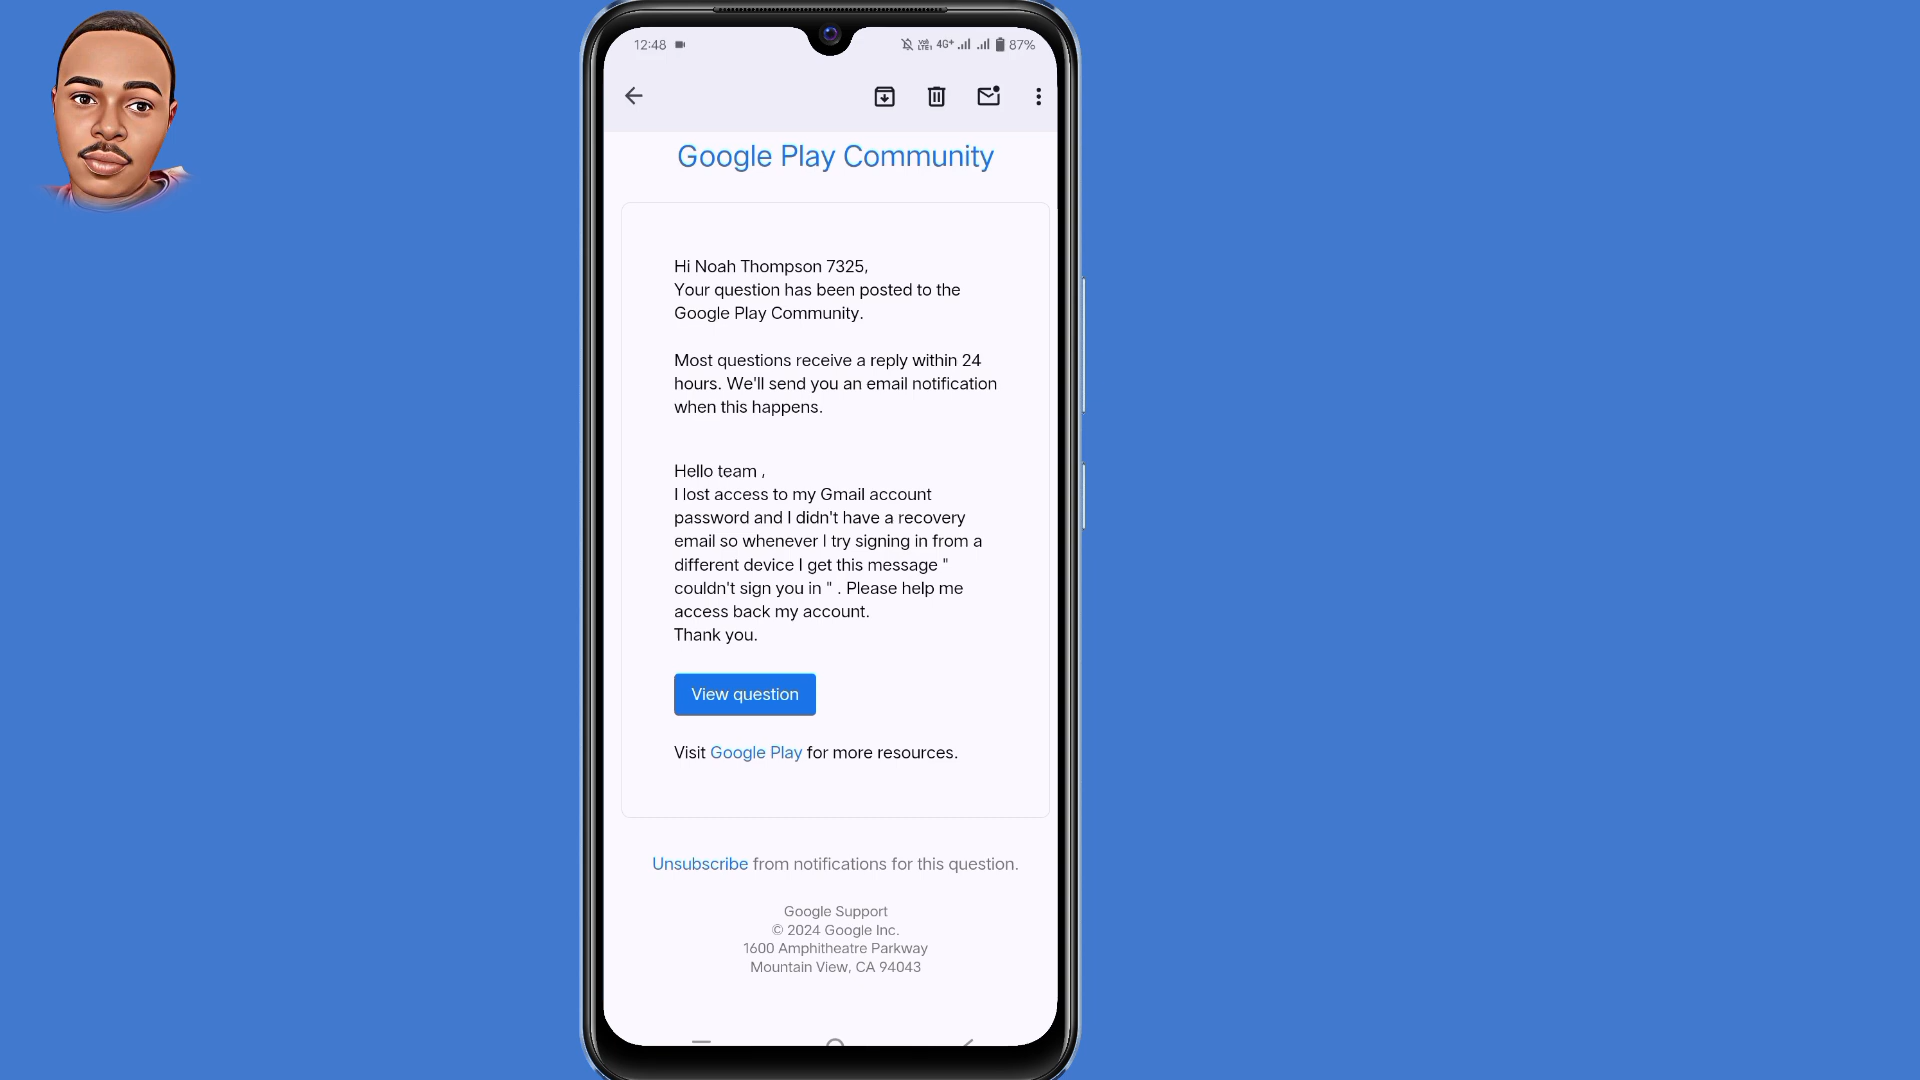 12:48
4G+ 87%
Google Play Community
Hi Noah Thompson 7325,
Your question has been posted to the
Google Play Community.
Most questions receive a reply within 24
hours. We'll send you an email notification
when this happens.
Hello team ,
I lost access to my Gmail account
password and I didn't have a recovery
email so whenever I try signing in from a
different device I get this message "
couldn't sign you in " . Please help me
access back my account.
Thank you.
View question
Visit Google Play for more resources.
Unsubscribe from notifications for this question.
Google Support
© 2024 Google Inc.
1600 Amphitheatre Parkway
Mountain View, CA 94043